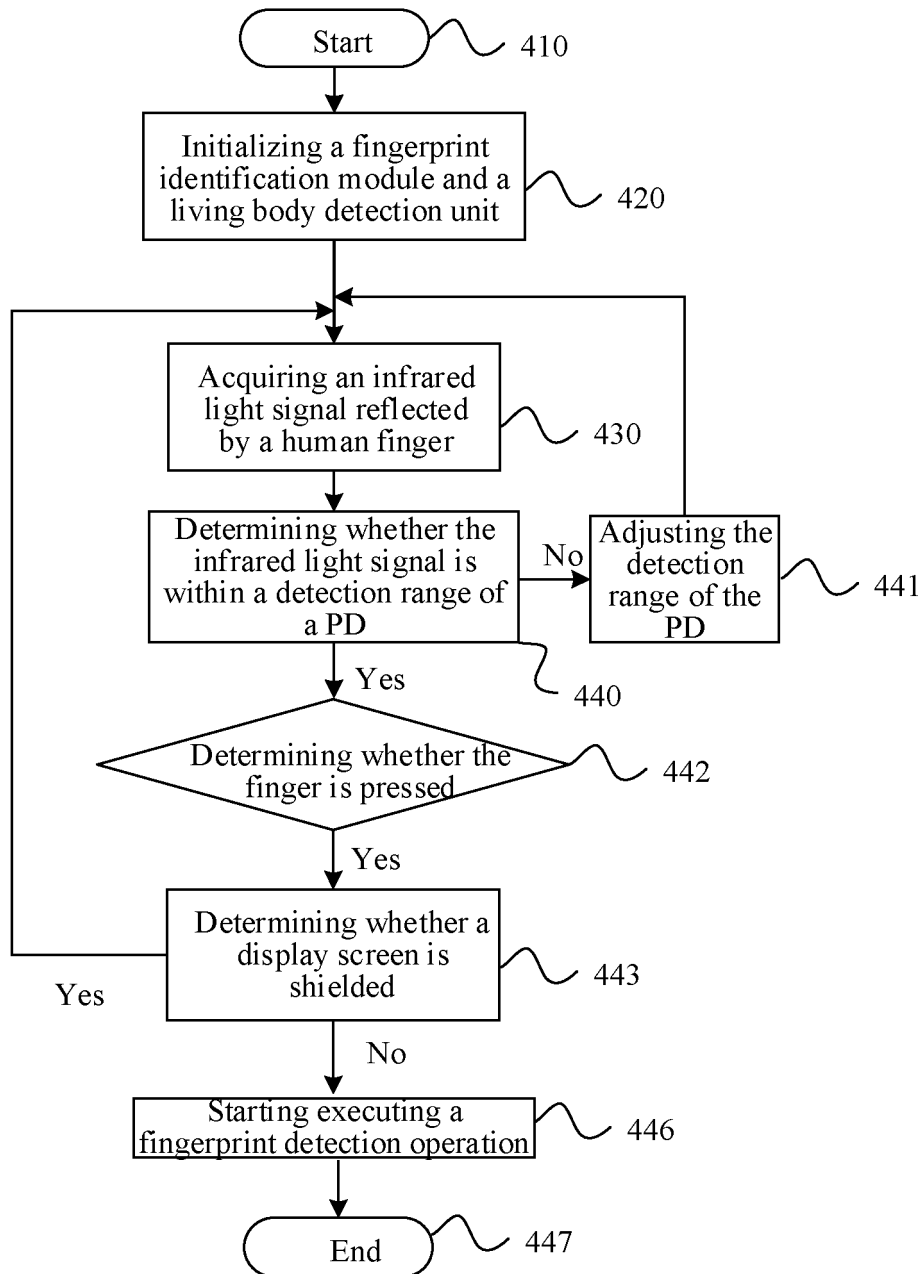 Start
410
Initializing a fingerprint
identification module and a
living body detection unit
420
Acquiring an infrared
light signal reflected
by a human finger
430
Determining whether the
infrared light signal is
within a detection range of
a PD
No
Adjusting the
detection
range of the
PD
441
440
Yes
Determining whether the
finger is pressed
442
Yes
Determining whether a
display screen is
shielded
443
Yes
No
Starting executing a
fingerprint detection operation
446
End
447